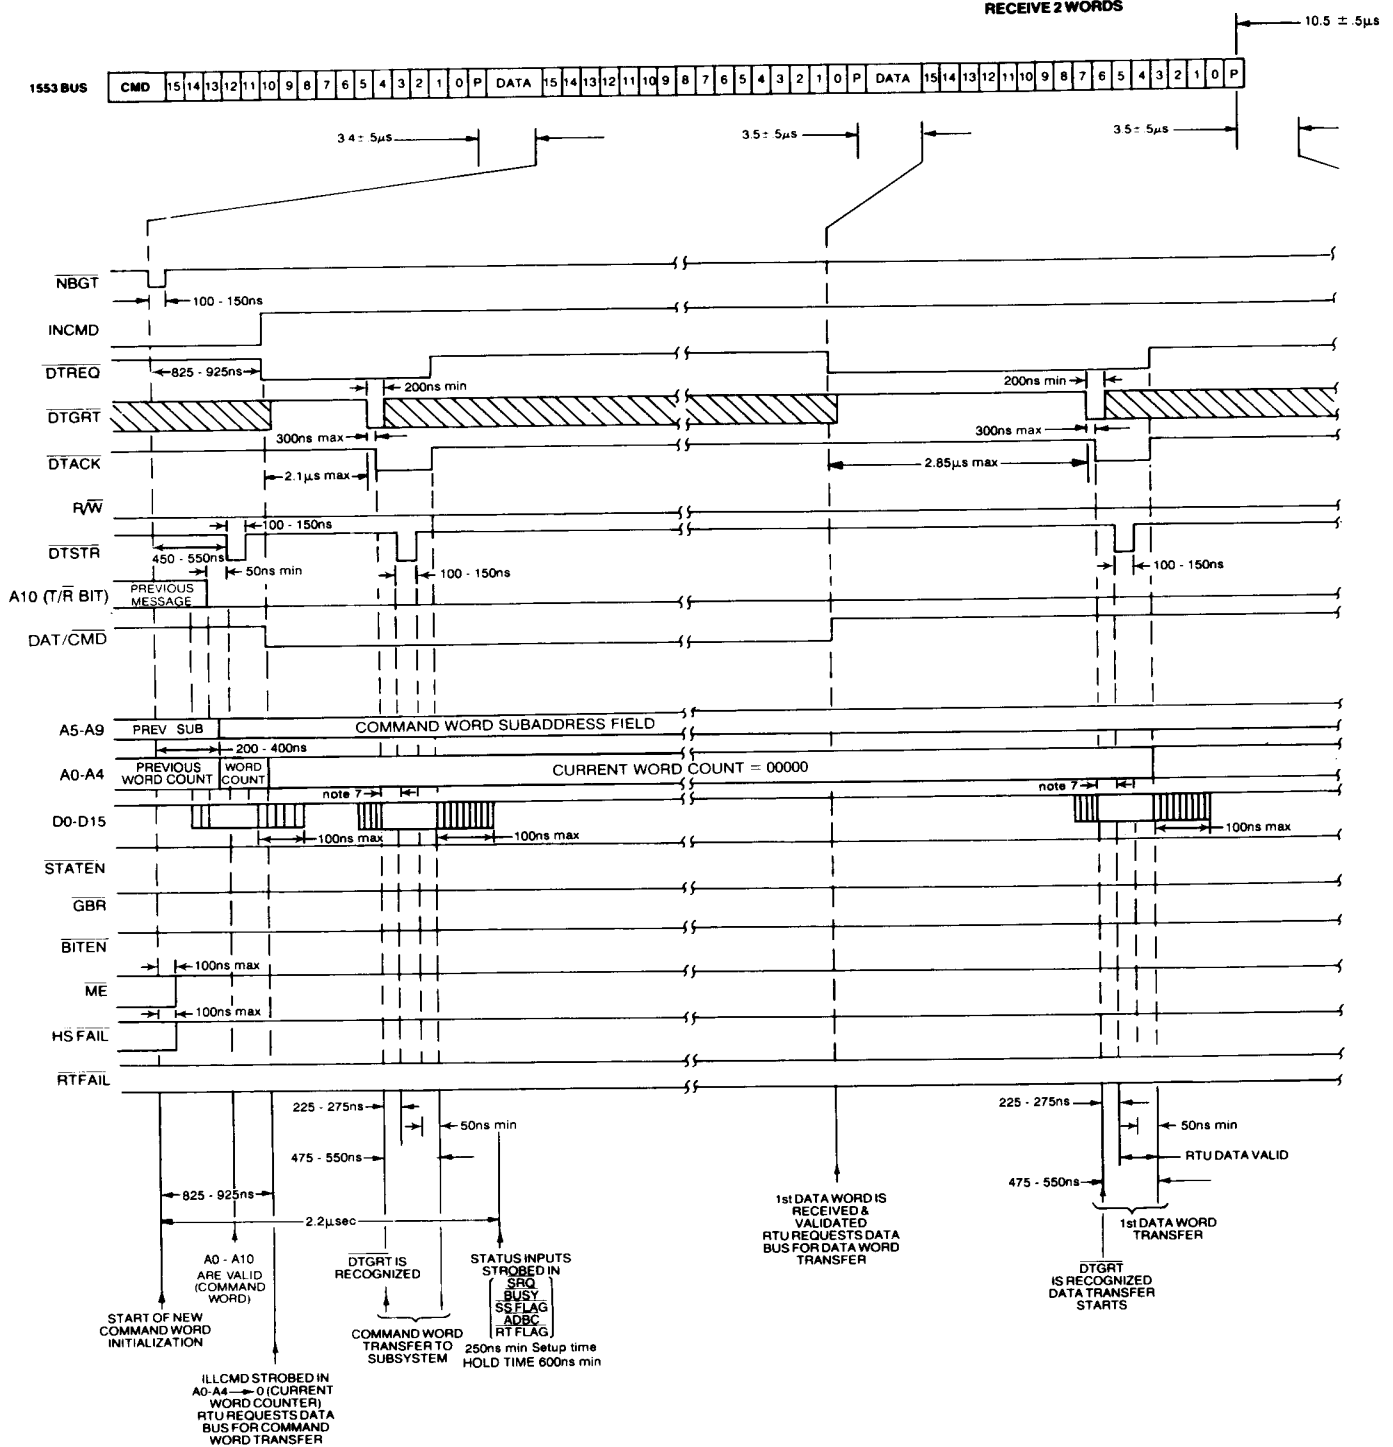 RECEIVE 2 WORDS
10.5 ± .5µs
1553 BUS CMD 15 14 13 12 11 10 9 8 7 6 5 4 3 2 1 0 P DATA 15 14 13 12 11 10 9 8 7 6 5 4 3 2 1 0 P DATA 15 14 13 12 11 10 9 8 7 6 5 4 3 2 1 0 P
3.4 ± .5µs 3.5 ± .5µs 3.5 ± .5µs
NBGT
100 - 150ns
INCMD
DTREQ 825 - 925ns
200ns min 200ns min
DTGRT
300ns max 300ns max
DTACK
2.1µs max 2.85µs max
R/W
100 - 150ns
DTSTR
450 - 550ns
50ns min 100 - 150ns 100 - 150ns
A10 (T/R BIT) PREVIOUS
MESSAGE
DAT/CMD
A5-A9 PREV SUB COMMAND WORD SUBADDRESS FIELD
200 - 400ns
A0-A4 PREVIOUS
WORD COUNT
WORD
COUNT
CURRENT WORD COUNT = 00000
note 7 note 7
D0-D15
100ns max 100ns max 100ns max
STATEN
GBR
BITEN
100ns max
ME
100ns max
HS FAIL
RTFAIL
225 - 275ns 225 - 275ns
50ns min 50ns min
475 - 550ns RTU DATA VALID
475 - 550ns
825 - 925ns
2.2µsec
A0 - A10
ARE VALID
(COMMAND
WORD)
DTGRT IS
RECOGNIZED
STATUS INPUTS
STROBED IN
SRQ
BUSY
SS FLAG
ADBC
RT FLAG
250ns min Setup time
HOLD TIME 600ns min
1st DATA WORD IS
RECEIVED &
VALIDATED
RTU REQUESTS DATA
BUS FOR DATA WORD
TRANSFER
1st DATA WORD
TRANSFER
DTGRT
IS RECOGNIZED
DATA TRANSFER
STARTS
START OF NEW
COMMAND WORD
INITIALIZATION
COMMAND WORD
TRANSFER TO
SUBSYSTEM
ILLCMD STROBED IN
A0-A4 → 0 (CURRENT
WORD COUNTER)
RTU REQUESTS DATA
BUS FOR COMMAND
WORD TRANSFER